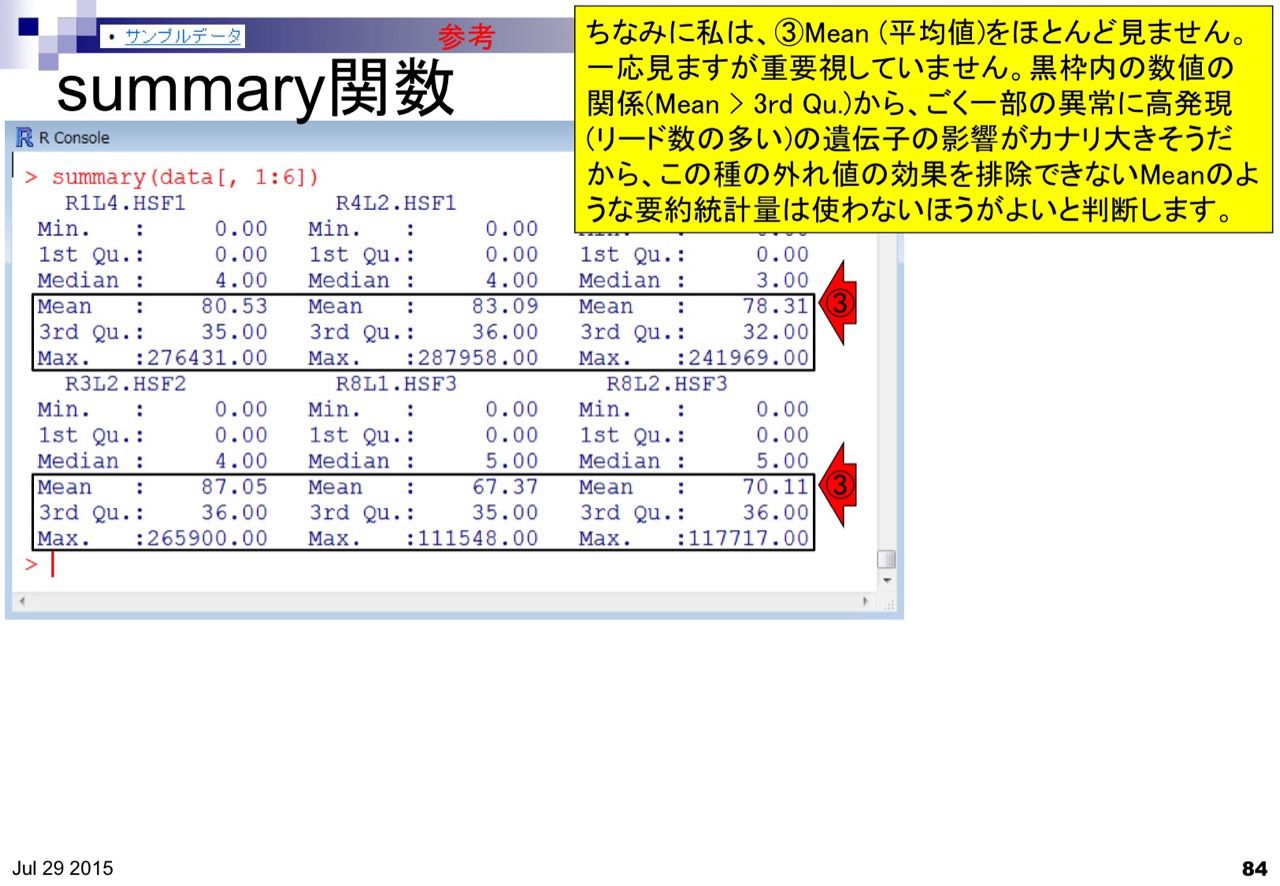 ・サンプルデータ
参考
summary関数
ちなみに私は、③Mean (平均値)をほとんど見ません。
一応見ますが重要視していません。黒枠内の数値の
関係(Mean > 3rd Qu.)から、ごく一部の異常に高発現
(リード数の多い)の遺伝子の影響がカナリ大きそうだ
から、この種の外れ値の効果を排除できないMeanのよ
うな要約統計量は使わないほうがよいと判断します。
R Console
> summary(data[, 1:6])
R1L4.HSF1 R4L2.HSF1
Min. : 0.00 Min. : 0.00 Min. : 0.00
1st Qu.: 0.00 1st Qu.: 0.00 1st Qu.: 0.00
Median : 4.00 Median : 4.00 Median : 3.00
Mean : 80.53 Mean : 83.09 Mean : 78.31
③
3rd Qu.: 35.00 3rd Qu.: 36.00 3rd Qu.: 32.00
Max. :276431.00 Max. :287958.00 Max. :241969.00
R3L2.HSF2 R8L1.HSF3 R8L2.HSF3
Min. : 0.00 Min. : 0.00 Min. : 0.00
1st Qu.: 0.00 1st Qu.: 0.00 1st Qu.: 0.00
Median : 4.00 Median : 5.00 Median : 5.00
Mean : 87.05 Mean : 67.37 Mean : 70.11
③
3rd Qu.: 36.00 3rd Qu.: 35.00 3rd Qu.: 36.00
Max. :265900.00 Max. :111548.00 Max. :117717.00
>
Jul 29 2015
84